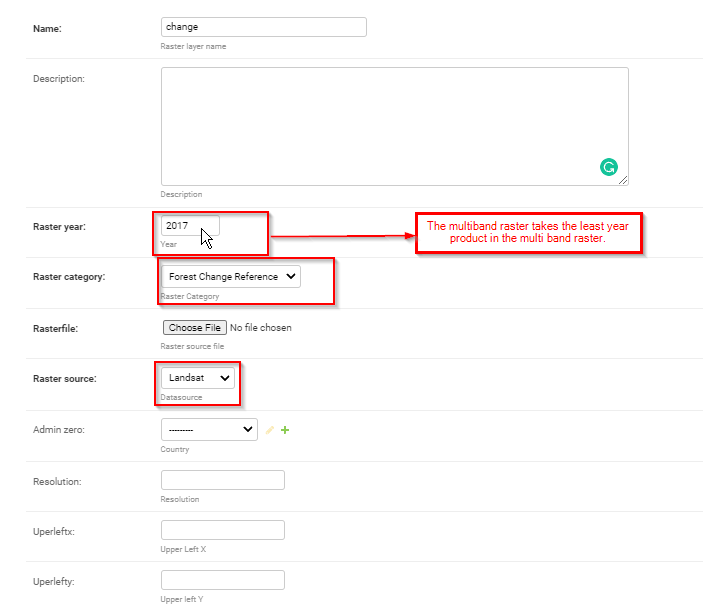 Name:
change
Raster layer name
Description:
Description
Raster year:
2017
Year
The multiband raster takes the least year
product in the multi band raster.
Raster category:
Forest Change Reference
Raster Category
Rasterfile:
Choose File No file chosen
Raster source file
Raster source:
Landsat
Datasource
Admin zero:
---------
Country
Resolution:
Resolution
Uperleftx:
Upper Left X
Uperlefty:
Upper left Y